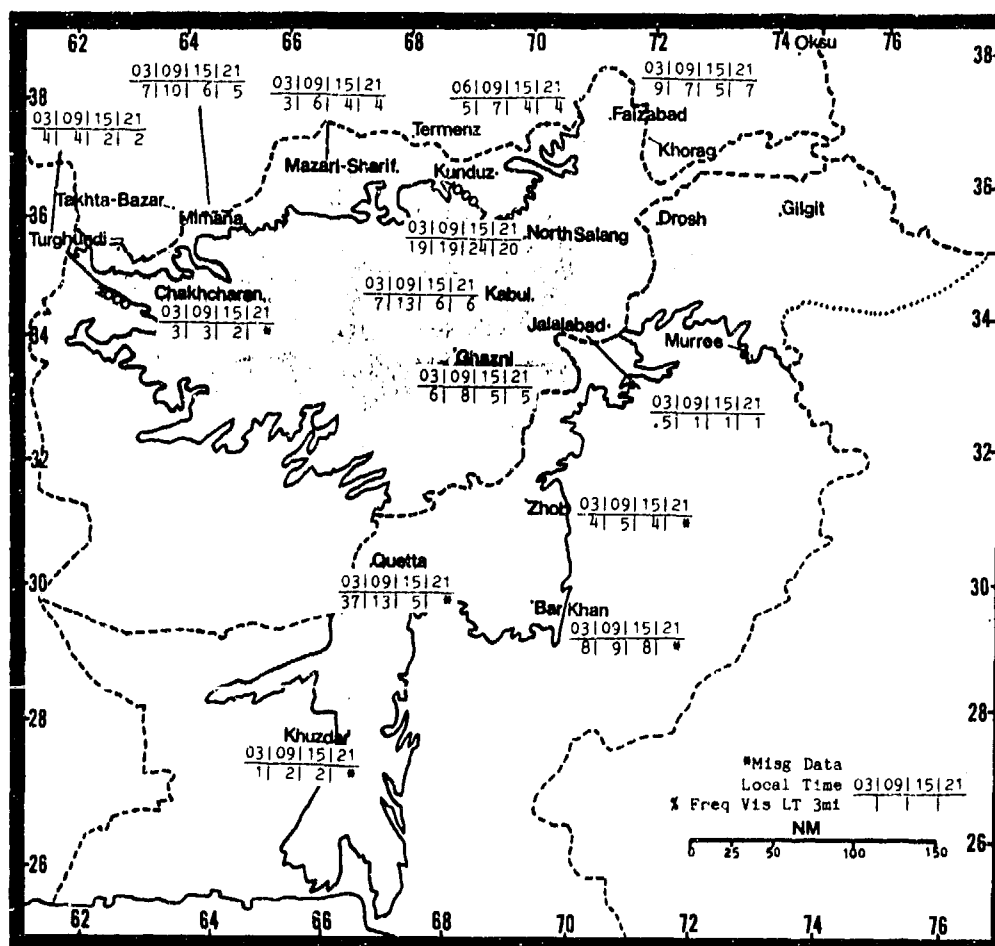 62 64 66 68 70 72 74 76
Oksu
03|09|15|21
7|10|6|5
03|09|15|21
3|6|4|4
06|09|15|21
5|7|4|4
03|09|15|21
9|7|5|7
38 38
03|09|15|21
4|4|2|2
Faizabad
Termenz
Khorag
Mazari-Sharif.
Kunduz
7000
36 36
Takhta-Bazar
Mimana
Drosh
Gilgit
Turghundi
03|09|15|21
19|19|24|20
North Salang
Chakhcharan
03|09|15|21
3|3|2|*
03|09|15|21
7|13|6|6
Kabul.
34 34
Jalalabad
Murree
Ghazni
03|09|15|21
6|8|5|5
03|09|15|21
.5|1|1|1
32 32
Zhob
03|09|15|21
4|5|4|*
Quetta
03|09|15|21
37|13|5|*
30 30
Bar Khan
03|09|15|21
8|9|8|*
28 28
Khuzdar
03|09|15|21
1|2|2|*
*Misg Data
Local Time 03|09|15|21
% Freq Vis LT 3mi
NM
0 25 50 100 150
26 26
62 64 66 68 70 72 74 76